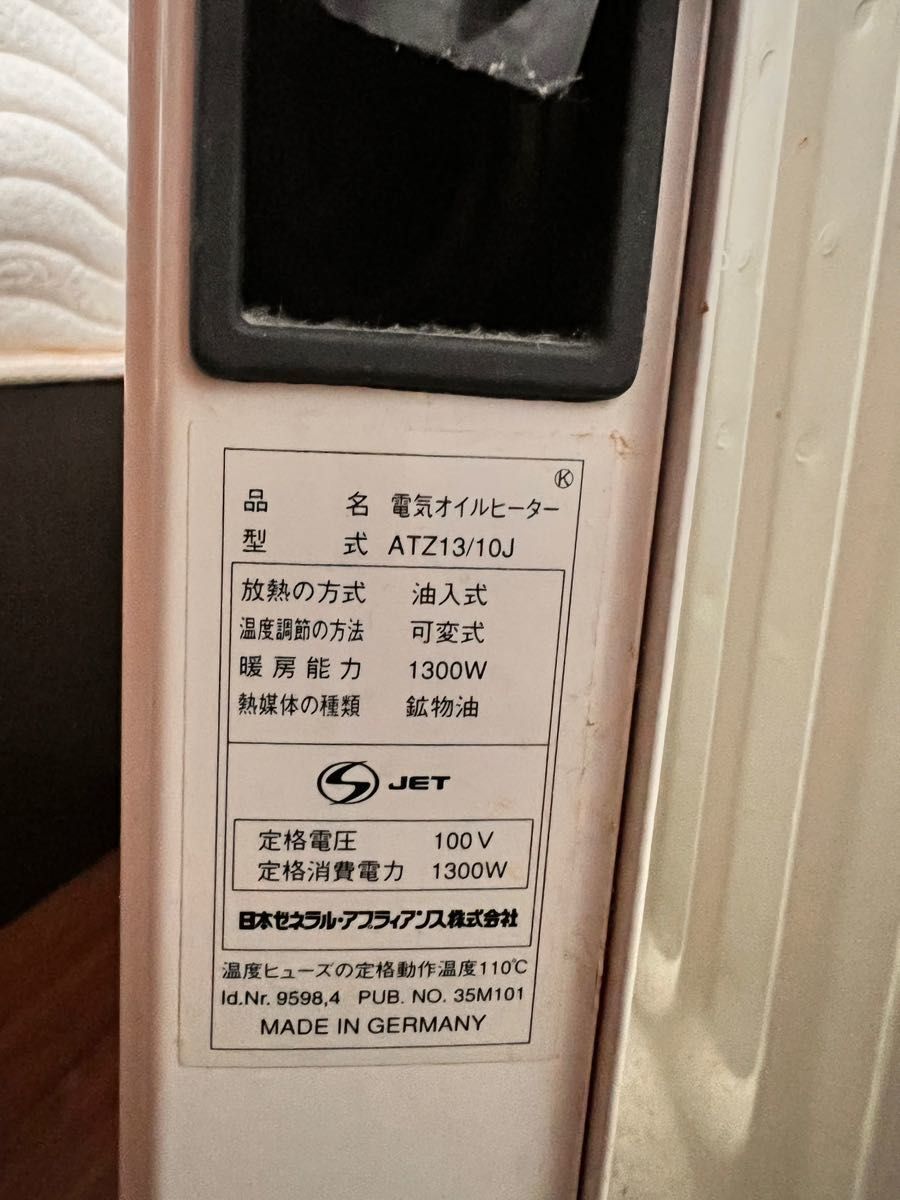 Ⓚ
品名 電気オイルヒーター
型式 ATZ13/10J
放熱の方式 油入式
温度調節の方法 可変式
暖房能力 1300W
熱媒体の種類 鉱物油
JET
定格電圧 100V
定格消費電力 1300W
日本ゼネラル・アプライアンス株式会社
温度ヒューズの定格動作温度110℃
Id.Nr. 9598,4 PUB. NO. 35M101
MADE IN GERMANY